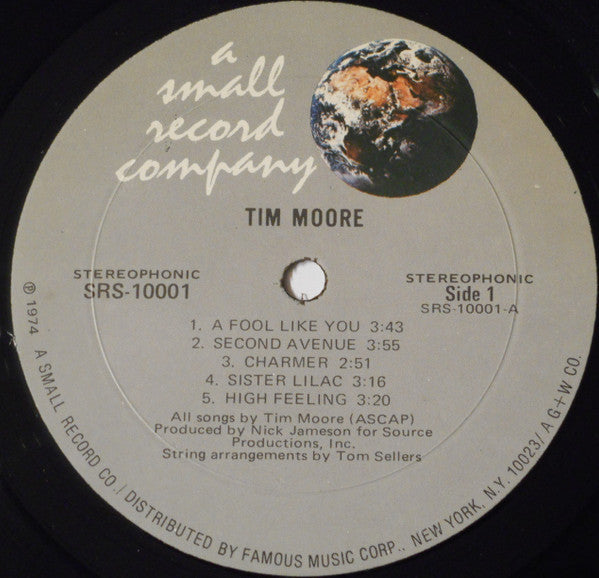 a
small
record
company
TIM MOORE
STEREOPHONIC
SRS-10001
STEREOPHONIC
Side 1
SRS-10001-A
1. A FOOL LIKE YOU 3:43
2. SECOND AVENUE 3:55
3. CHARMER 2:51
4. SISTER LILAC 3:16
5. HIGH FEELING 3:20
All songs by Tim Moore (ASCAP)
Produced by Nick Jameson for Source
Productions, Inc.
String arrangements by Tom Sellers
℗ 1974 A SMALL RECORD CO./ DISTRIBUTED BY FAMOUS MUSIC CORP., NEW YORK, N.Y. 10023/ A G+W CO.